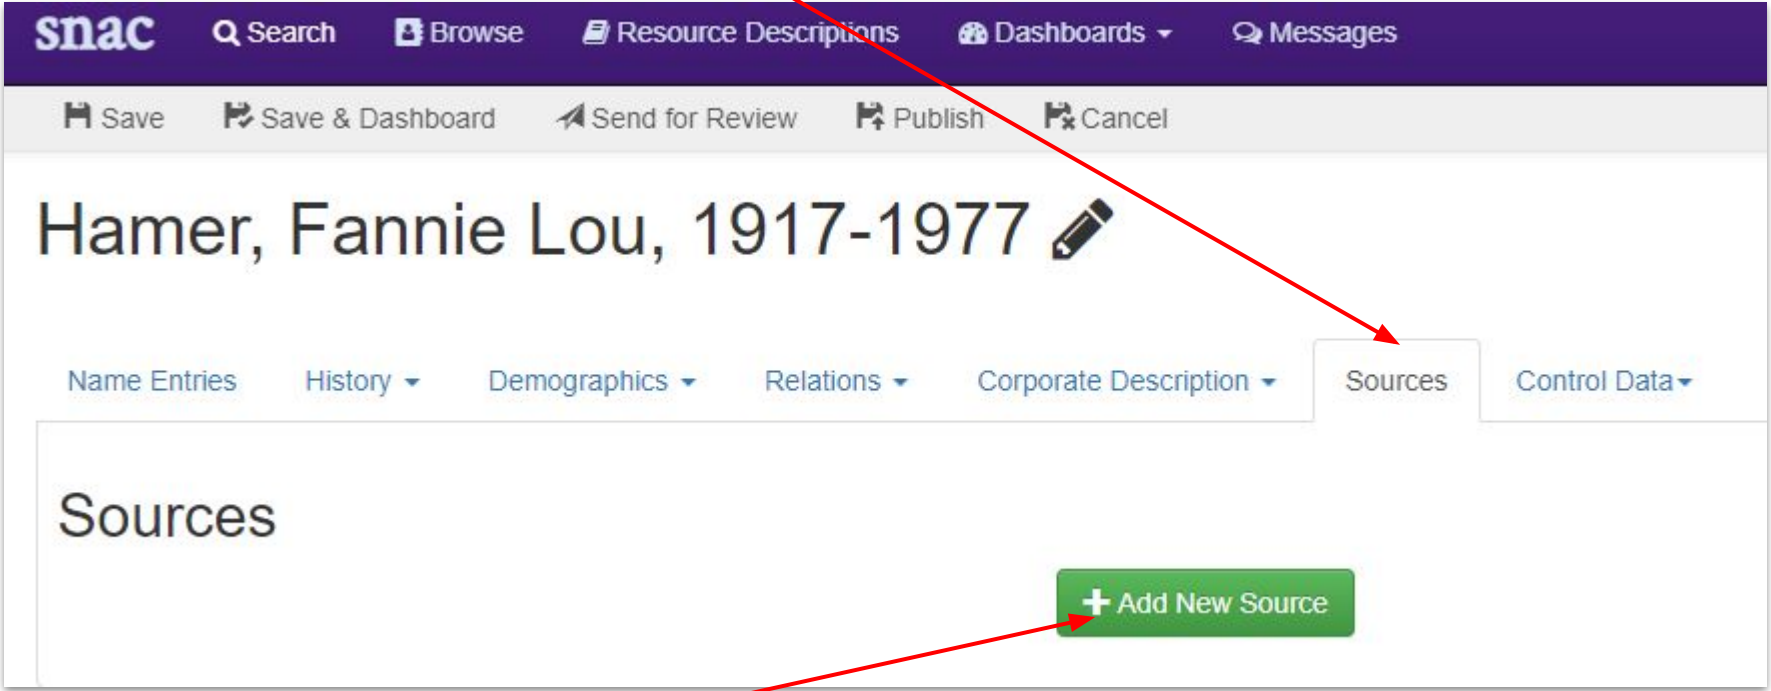 snac Search Browse Resource Descriptions Dashboards Messages
Save Save & Dashboard Send for Review Publish Cancel
Hamer, Fannie Lou, 1917-1977
Name Entries History Demographics Relations Corporate Description Sources Control Data
Sources
Add New Source